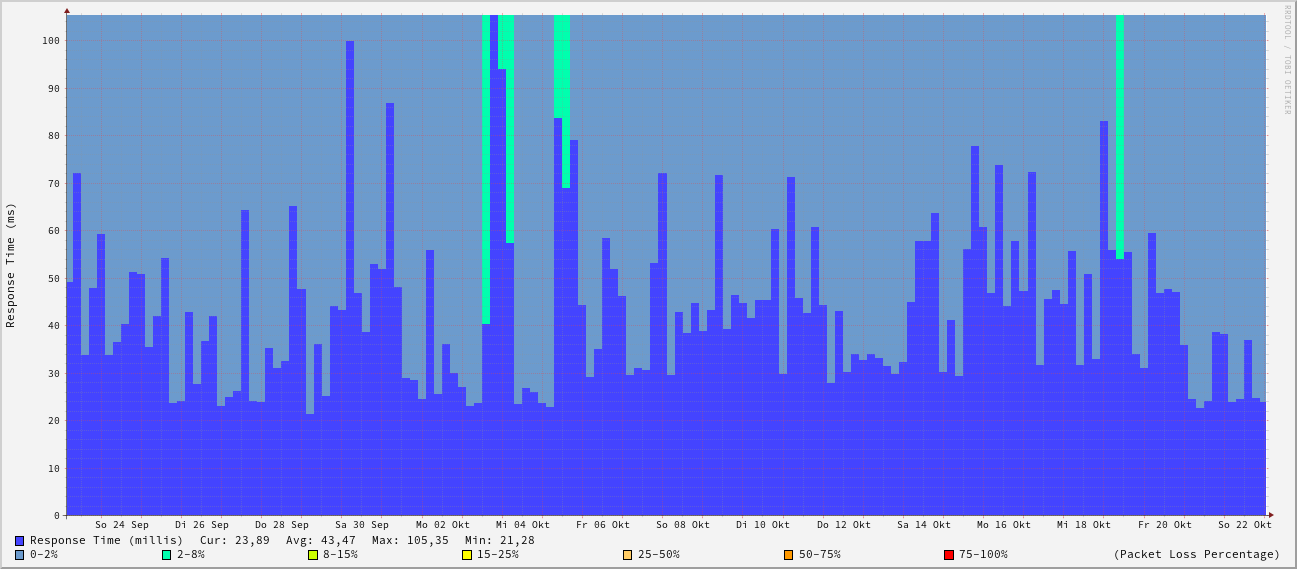 RRDTOOL / TOBI OETIKER
Response Time (ms)
100
90
80
70
60
50
40
30
20
10
0
So 24 Sep Di 26 Sep Do 28 Sep Sa 30 Sep Mo 02 Okt Mi 04 Okt Fr 06 Okt So 08 Okt Di 10 Okt Do 12 Okt Sa 14 Okt Mo 16 Okt Mi 18 Okt Fr 20 Okt So 22 Okt
Response Time (millis) Cur: 23,89 Avg: 43,47 Max: 105,35 Min: 21,28
0-2% 2-8% 8-15% 15-25% 25-50% 50-75% 75-100% (Packet Loss Percentage)